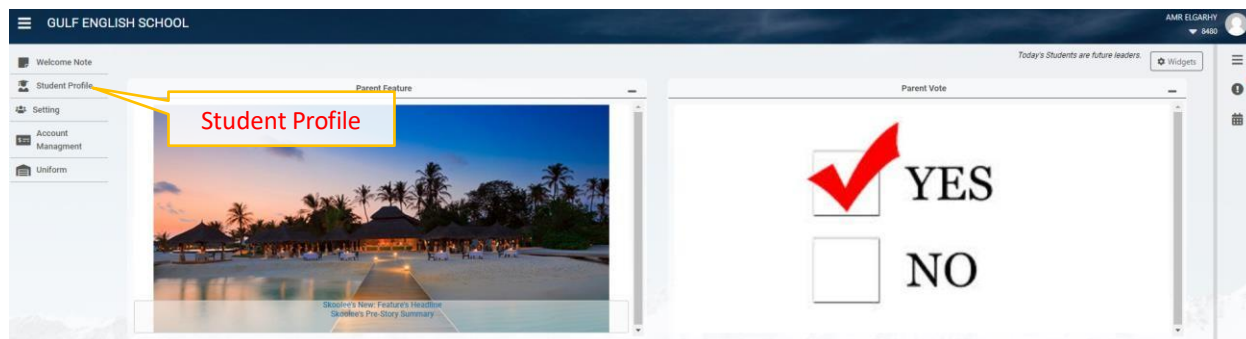 GULF ENGLISH SCHOOL
AMR ELGARHY
8480
Welcome Note
Student Profile
Setting
Account
Managment
Uniform
Today's Students are future leaders.
Widgets
Parent Feature
Student Profile
Skoolee's New: Feature's Headline
Skoolee's Pre-Story Summary
Parent Vote
YES
NO